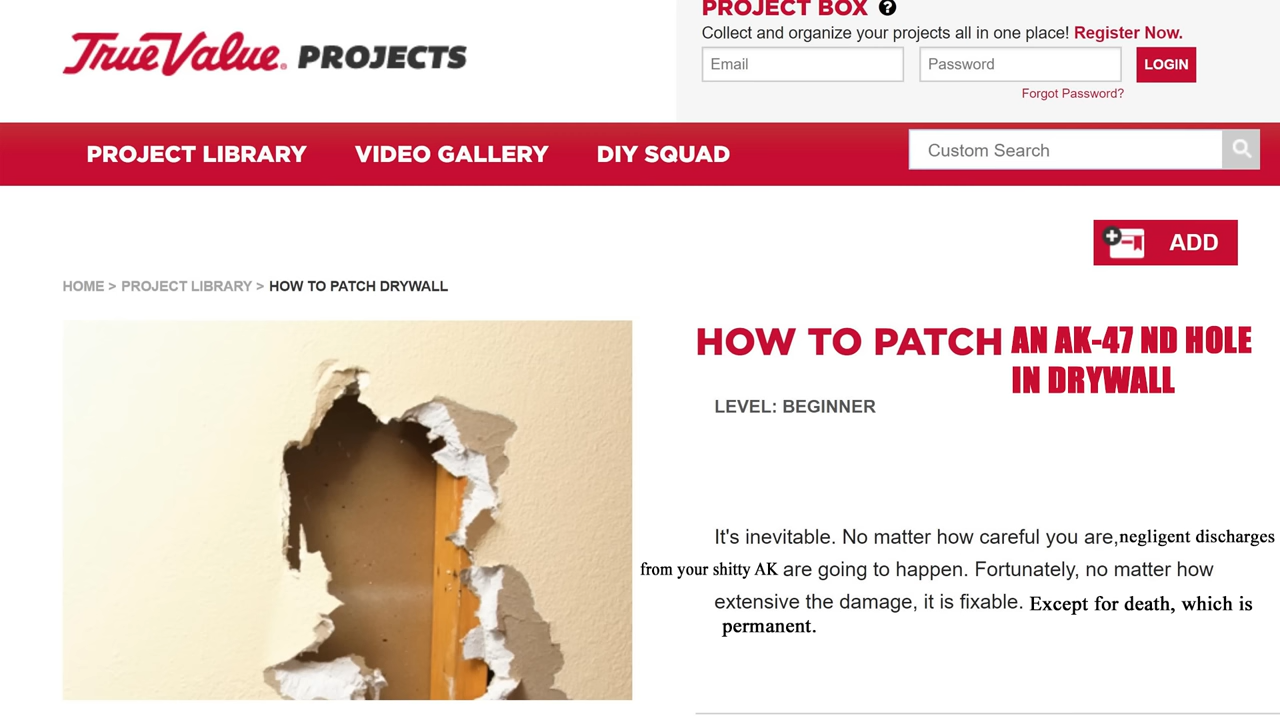 PROJECT BOX ?
TrueValue® PROJECTS
Collect and organize your projects all in one place! Register Now.
Email
Password
LOGIN
Forgot Password?
PROJECT LIBRARY
VIDEO GALLERY
DIY SQUAD
Custom Search
ADD
HOME > PROJECT LIBRARY > HOW TO PATCH DRYWALL
HOW TO PATCH AN AK-47 ND HOLE
IN DRYWALL
LEVEL: BEGINNER
It's inevitable. No matter how careful you are,negligent discharges
from your shitty AK are going to happen. Fortunately, no matter how
extensive the damage, it is fixable. Except for death, which is
permanent.